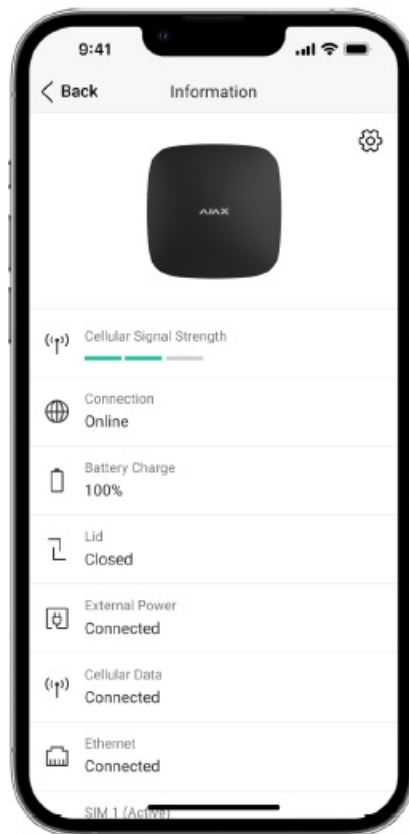 9:41
Back Information
AJAX
Cellular Signal Strength
Connection
Online
Battery Charge
100%
Lid
Closed
External Power
Connected
Cellular Data
Connected
Ethernet
Connected
SIM 1 (Active)